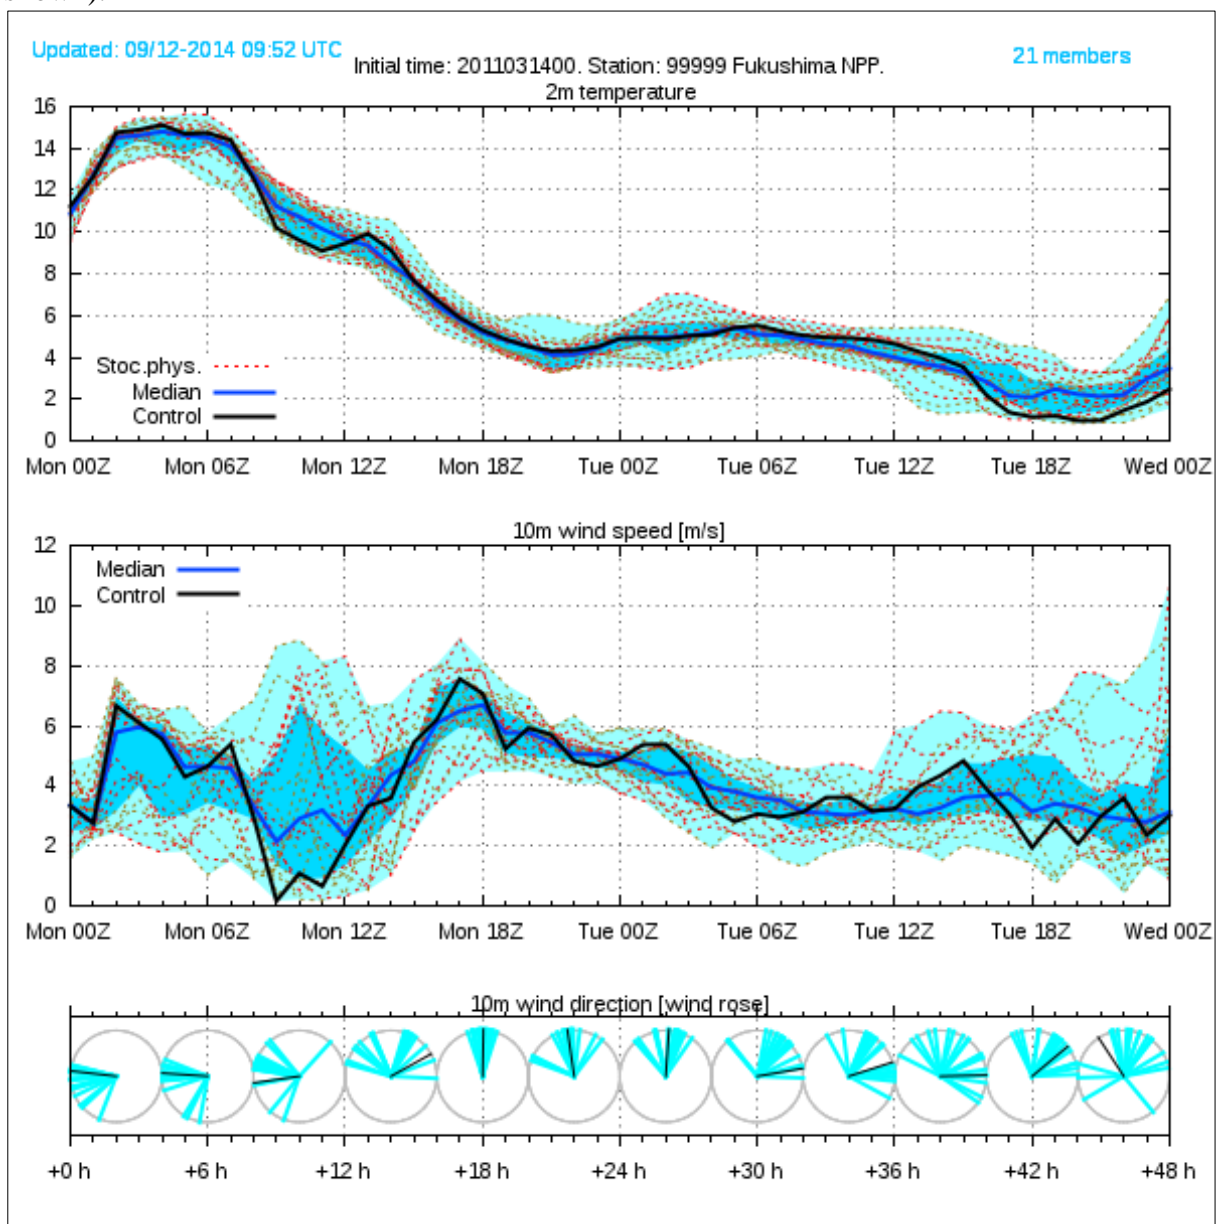 Updated: 09/12-2014 09:52 UTC
Initial time: 2011031400. Station: 99999 Fukushima NPP.
21 members
2m temperature
16
14
12
10
8
6
4
2
0
Stoc.phys.
Median
Control
Mon 00Z Mon 06Z Mon 12Z Mon 18Z Tue 00Z Tue 06Z Tue 12Z Tue 18Z Wed 00Z
10m wind speed [m/s]
12
10
8
6
4
2
0
Median
Control
Mon 00Z Mon 06Z Mon 12Z Mon 18Z Tue 00Z Tue 06Z Tue 12Z Tue 18Z Wed 00Z
10m wind direction [wind rose]
+0 h +6 h +12 h +18 h +24 h +30 h +36 h +42 h +48 h